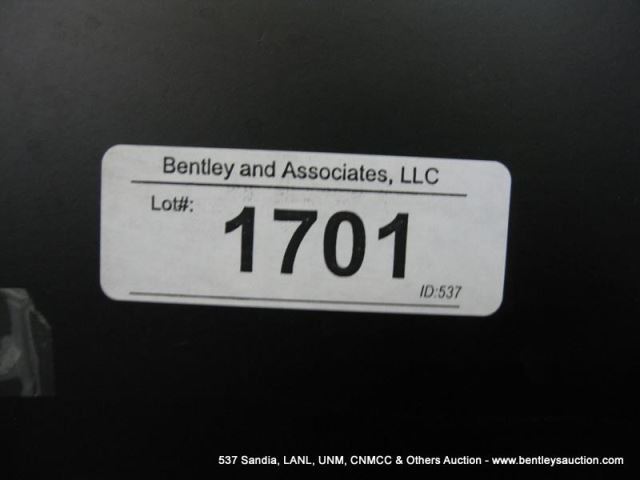 Bentley and Associates, LLC
Lot#:
1701
ID:537
537 Sandia, LANL, UNM, CNMCC & Others Auction - www.bentleysauction.com